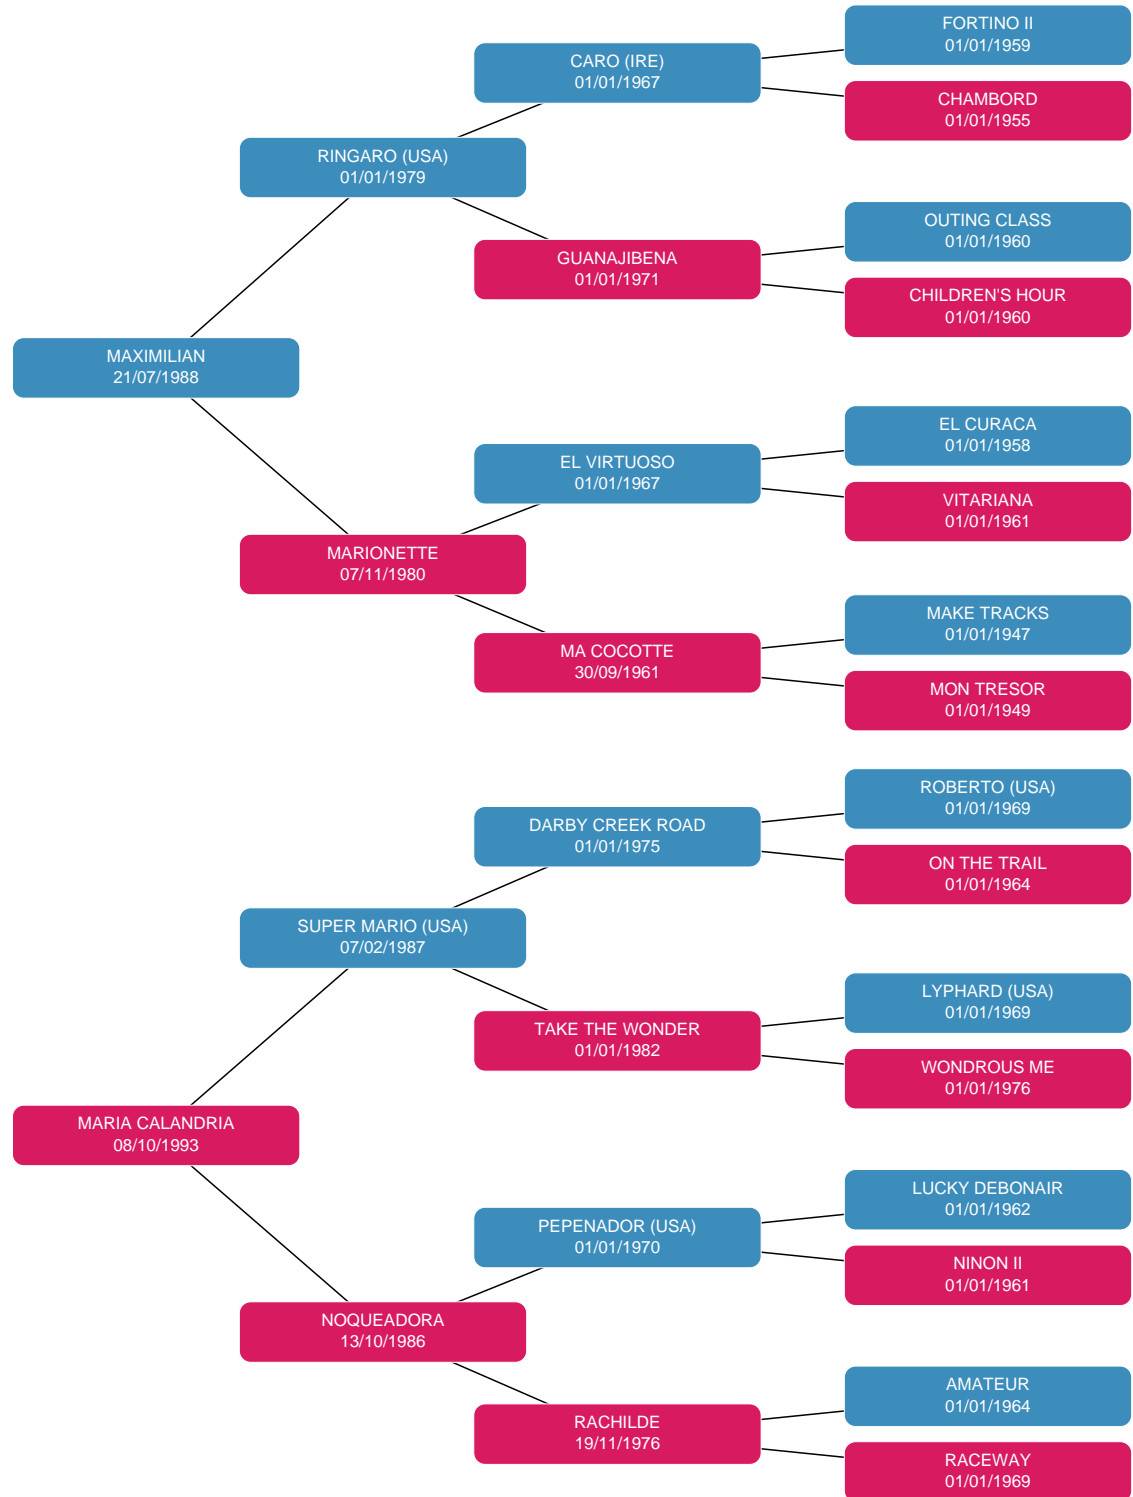 FORTINO II
01/01/1959
CARO (IRE)
01/01/1967
CHAMBORD
01/01/1955
RINGARO (USA)
01/01/1979
OUTING CLASS
01/01/1960
GUANAJIBENA
01/01/1971
CHILDREN'S HOUR
01/01/1960
MAXIMILIAN
21/07/1988
EL CURACA
01/01/1958
EL VIRTUOSO
01/01/1967
VITARIANA
01/01/1961
MARIONETTE
07/11/1980
MAKE TRACKS
01/01/1947
MA COCOTTE
30/09/1961
MON TRESOR
01/01/1949
ROBERTO (USA)
01/01/1969
DARBY CREEK ROAD
01/01/1975
ON THE TRAIL
01/01/1964
SUPER MARIO (USA)
07/02/1987
LYPHARD (USA)
01/01/1969
TAKE THE WONDER
01/01/1982
WONDROUS ME
01/01/1976
MARIA CALANDRIA
08/10/1993
LUCKY DEBONAIR
01/01/1962
PEPENADOR (USA)
01/01/1970
NINON II
01/01/1961
NOQUEADORA
13/10/1986
AMATEUR
01/01/1964
RACHILDE
19/11/1976
RACEWAY
01/01/1969